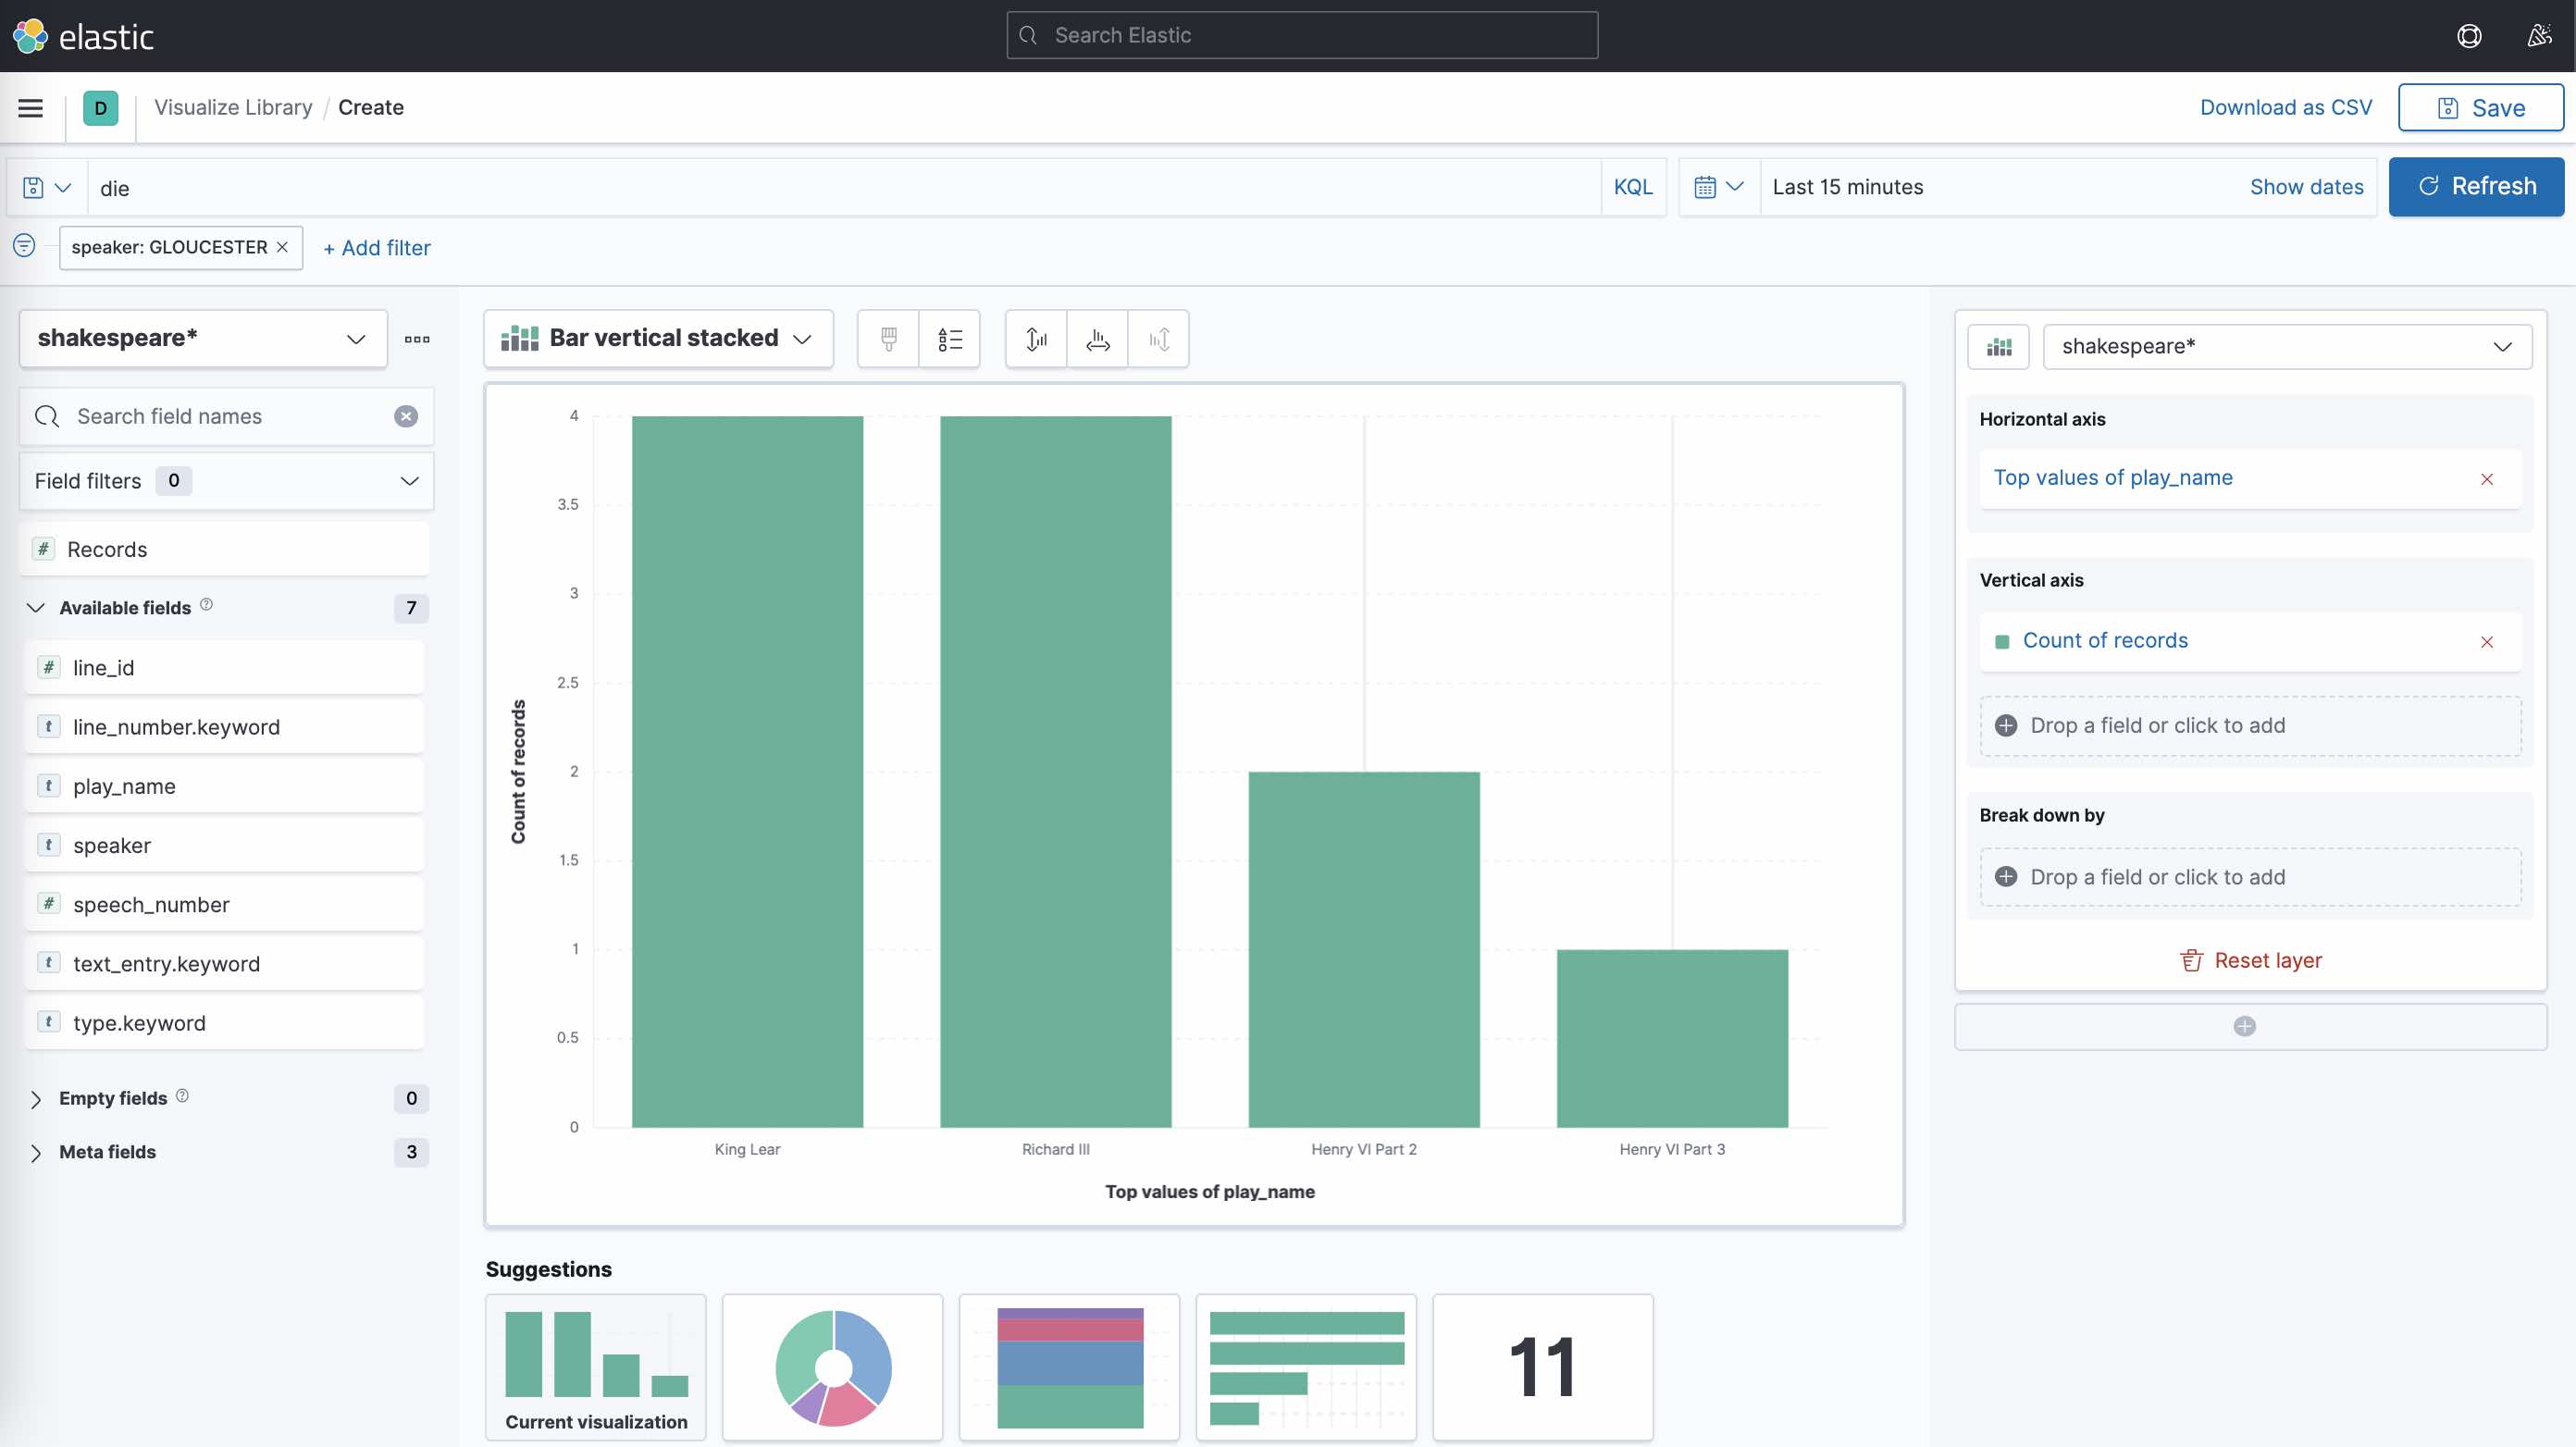 elastic
Search Elastic
D
Visualize Library / Create
Download as CSV
Save
die
KQL
Last 15 minutes
Show dates
Refresh
speaker: GLOUCESTER ×
+ Add filter
shakespeare*
Search field names
Field filters 0
# Records
Available fields 7
# line_id
t line_number.keyword
t play_name
t speaker
# speech_number
t text_entry.keyword
t type.keyword
Empty fields 0
Meta fields 3
Bar vertical stacked
4
3.5
3
2.5
2
1.5
1
0.5
0
Count of records
King Lear
Richard III
Henry VI Part 2
Henry VI Part 3
Top values of play_name
Suggestions
Current visualization
11
shakespeare*
Horizontal axis
Top values of play_name
Vertical axis
Count of records
Drop a field or click to add
Break down by
Drop a field or click to add
Reset layer